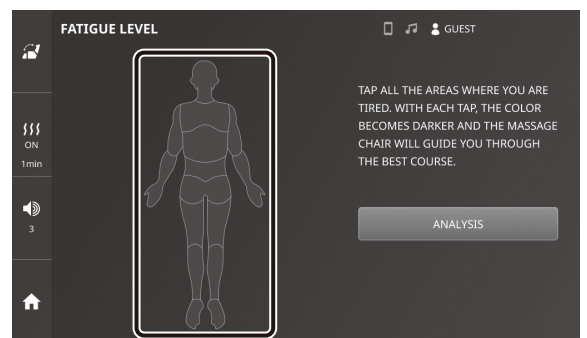 FATIGUE LEVEL
GUEST
ON
1min
3
TAP ALL THE AREAS WHERE YOU ARE
TIRED. WITH EACH TAP, THE COLOR
BECOMES DARKER AND THE MASSAGE
CHAIR WILL GUIDE YOU THROUGH
THE BEST COURSE.
ANALYSIS